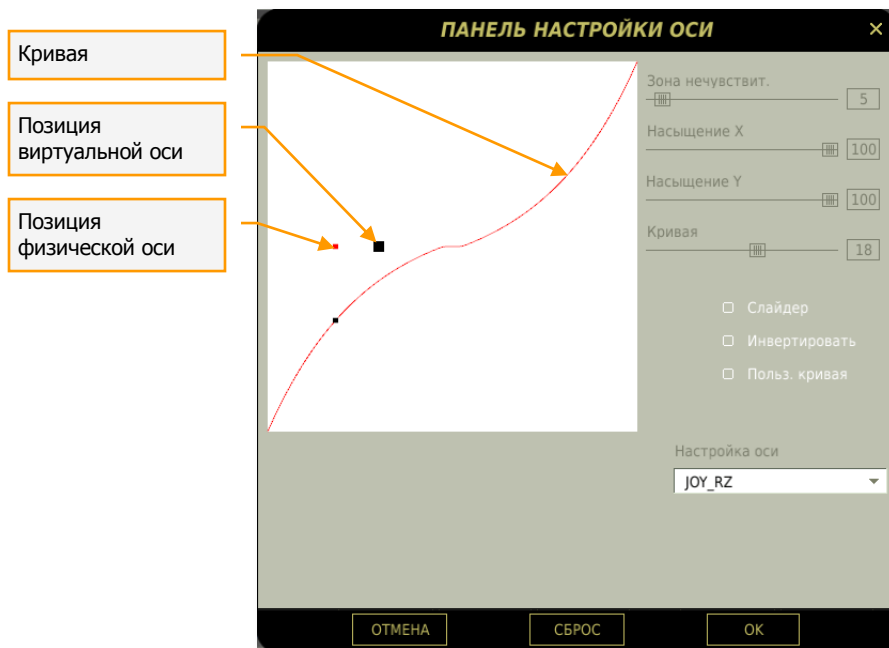 ПАНЕЛЬ НАСТРОЙКИ ОСИ
×
Кривая
Позиция
виртуальной оси
Позиция
физической оси
Зона нечувствит.
5
Насыщение X
100
Насыщение Y
100
Кривая
18
Слайдер
Инвертировать
Польз. кривая
Настройка оси
JOY_RZ
ОТМЕНА
СБРОС
OK